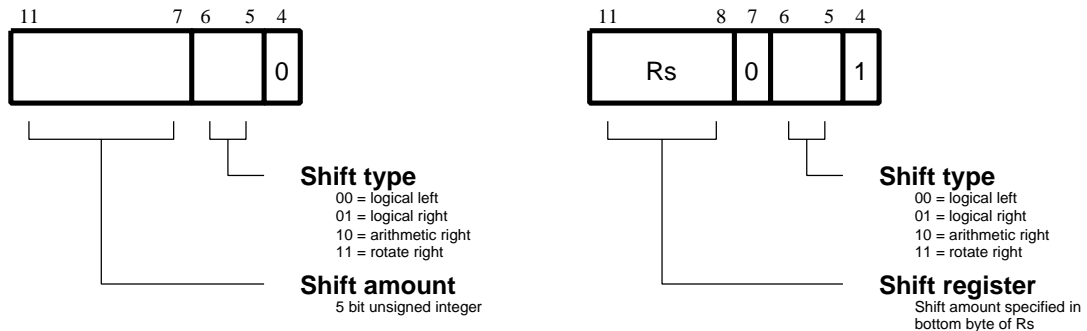 11 7 6 5 4
0
Shift type
00 = logical left
01 = logical right
10 = arithmetic right
11 = rotate right
Shift amount
5 bit unsigned integer
11 8 7 6 5 4
Rs 0 1
Shift type
00 = logical left
01 = logical right
10 = arithmetic right
11 = rotate right
Shift register
Shift amount specified in
bottom byte of Rs